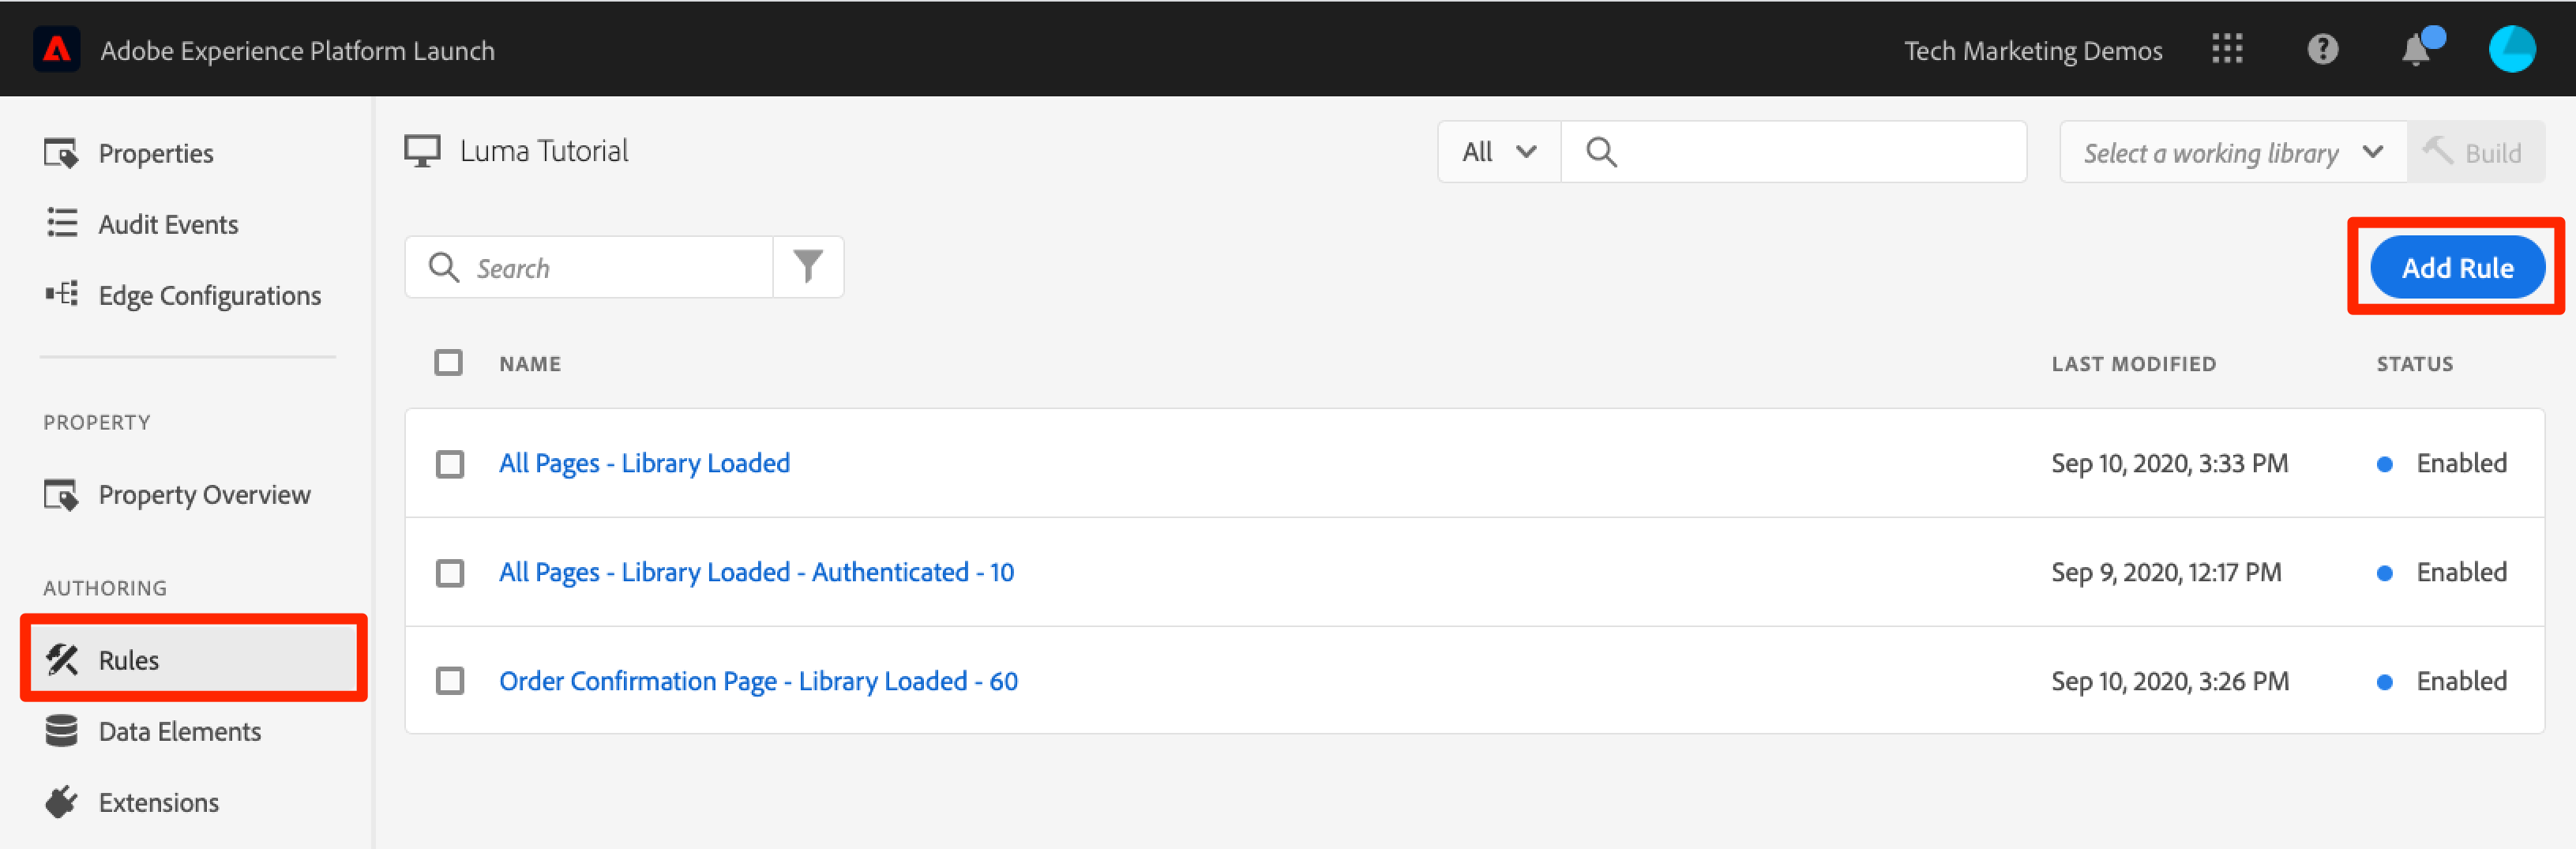 Adobe Experience Platform Launch
Tech Marketing Demos
Properties
Audit Events
Edge Configurations
PROPERTY
Property Overview
AUTHORING
Rules
Data Elements
Extensions
Luma Tutorial
All
Select a working library
Build
Search
Add Rule
NAME LAST MODIFIED STATUS
All Pages - Library Loaded Sep 10, 2020, 3:33 PM Enabled
All Pages - Library Loaded - Authenticated - 10 Sep 9, 2020, 12:17 PM Enabled
Order Confirmation Page - Library Loaded - 60 Sep 10, 2020, 3:26 PM Enabled